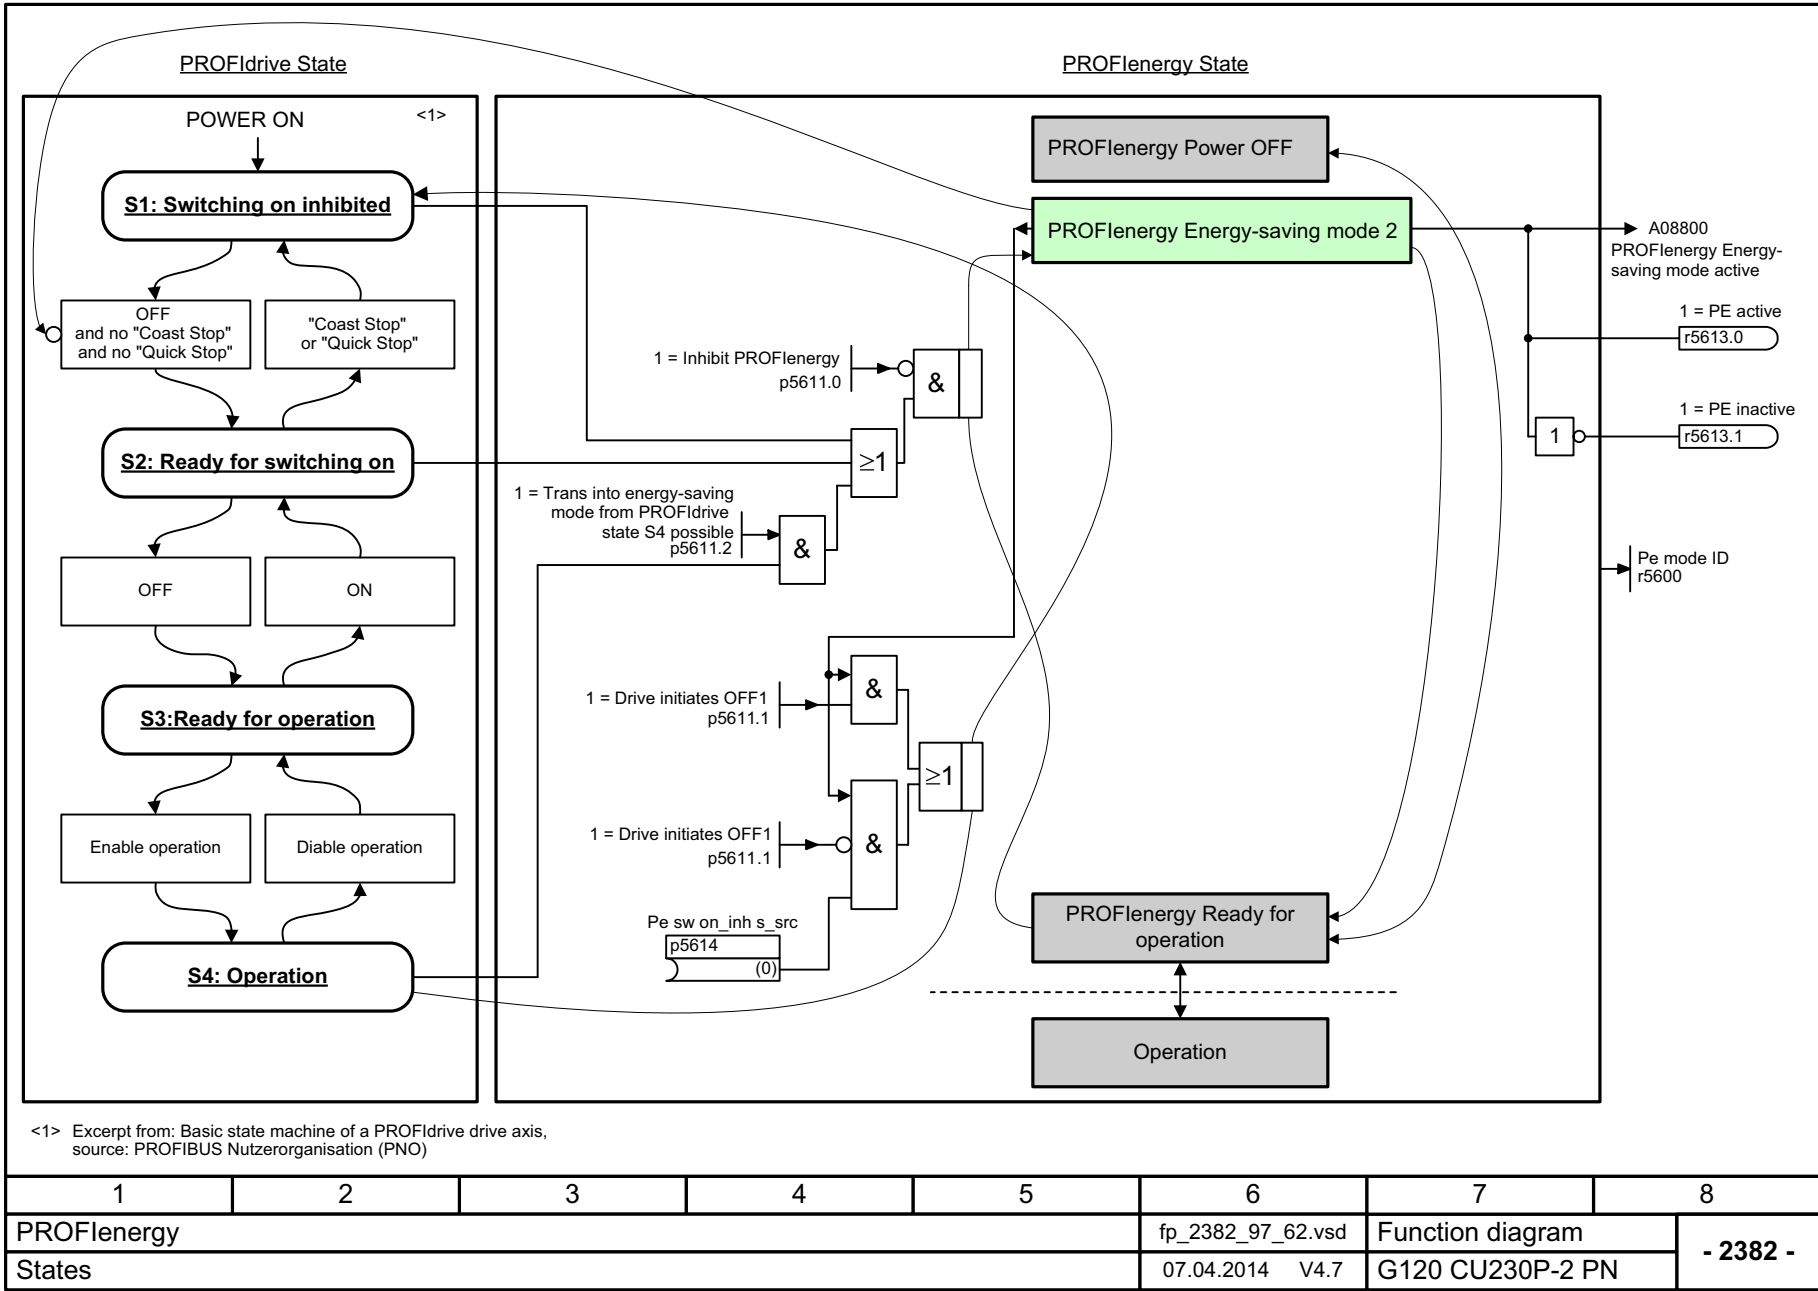 PROFIdrive State
PROFIenergy State
POWER ON
<1>
S1: Switching on inhibited
OFF
and no "Coast Stop"
and no "Quick Stop"
"Coast Stop"
or "Quick Stop"
S2: Ready for switching on
OFF
ON
S3:Ready for operation
Enable operation
Diable operation
S4: Operation
PROFIenergy Power OFF
PROFIenergy Energy-saving mode 2
A08800
PROFIenergy Energy-
saving mode active
1 = PE active
r5613.0
1 = PE inactive
r5613.1
1
1 = Inhibit PROFIenergy
p5611.0
&
≥1
1 = Trans into energy-saving
mode from PROFIdrive
state S4 possible
p5611.2
&
Pe mode ID
r5600
1 = Drive initiates OFF1
p5611.1
&
≥1
1 = Drive initiates OFF1
p5611.1
&
Pe sw on_inh s_src
p5614
(0)
PROFIenergy Ready for
operation
Operation
<1> Excerpt from: Basic state machine of a PROFIdrive drive axis,
source: PROFIBUS Nutzerorganisation (PNO)
1 2 3 4 5 6 7 8
PROFIenergy
fp_2382_97_62.vsd
Function diagram
- 2382 -
States
07.04.2014 V4.7
G120 CU230P-2 PN